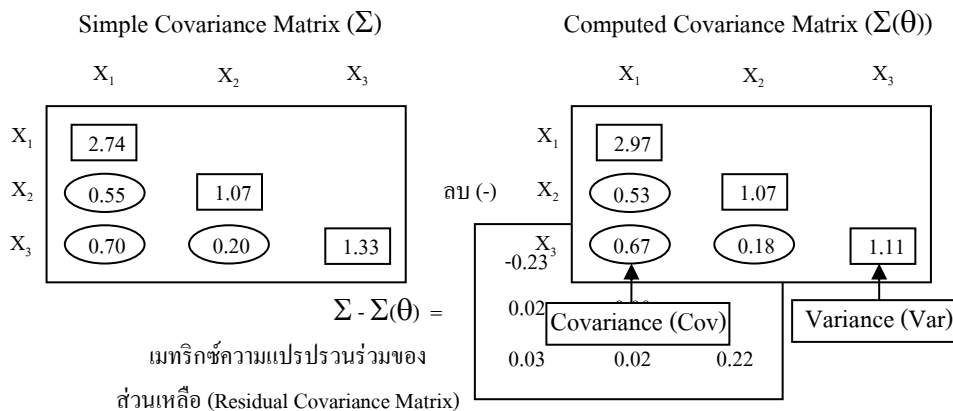 Simple Covariance Matrix (Σ) Computed Covariance Matrix (Σ(θ))
X1 X2 X3 X1 X2 X3
X1 2.74 X1 2.97
X2 0.55 1.07 ลบ (-) X2 0.53 1.07
X3 0.70 0.20 1.33 X3 0.67 0.18 1.11
-0.23
Σ - Σ(θ) = 0.02 Covariance (Cov) Variance (Var)
เมทริกซ์ความแปรปรวนร่วมของ 0.03 0.02 0.22
ส่วนเหลือ (Residual Covariance Matrix)